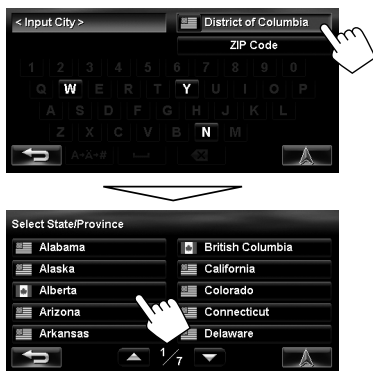 < Input City >
District of Columbia
ZIP Code
1 2 3 4 5 6 7 8 9 0
Q W E R T Y U I O P
A S D F G H J K L
Z X C V B N M
A·Ä·#
Select State/Province
Alabama British Columbia
Alaska California
Alberta Colorado
Arizona Connecticut
Arkansas Delaware
1/7